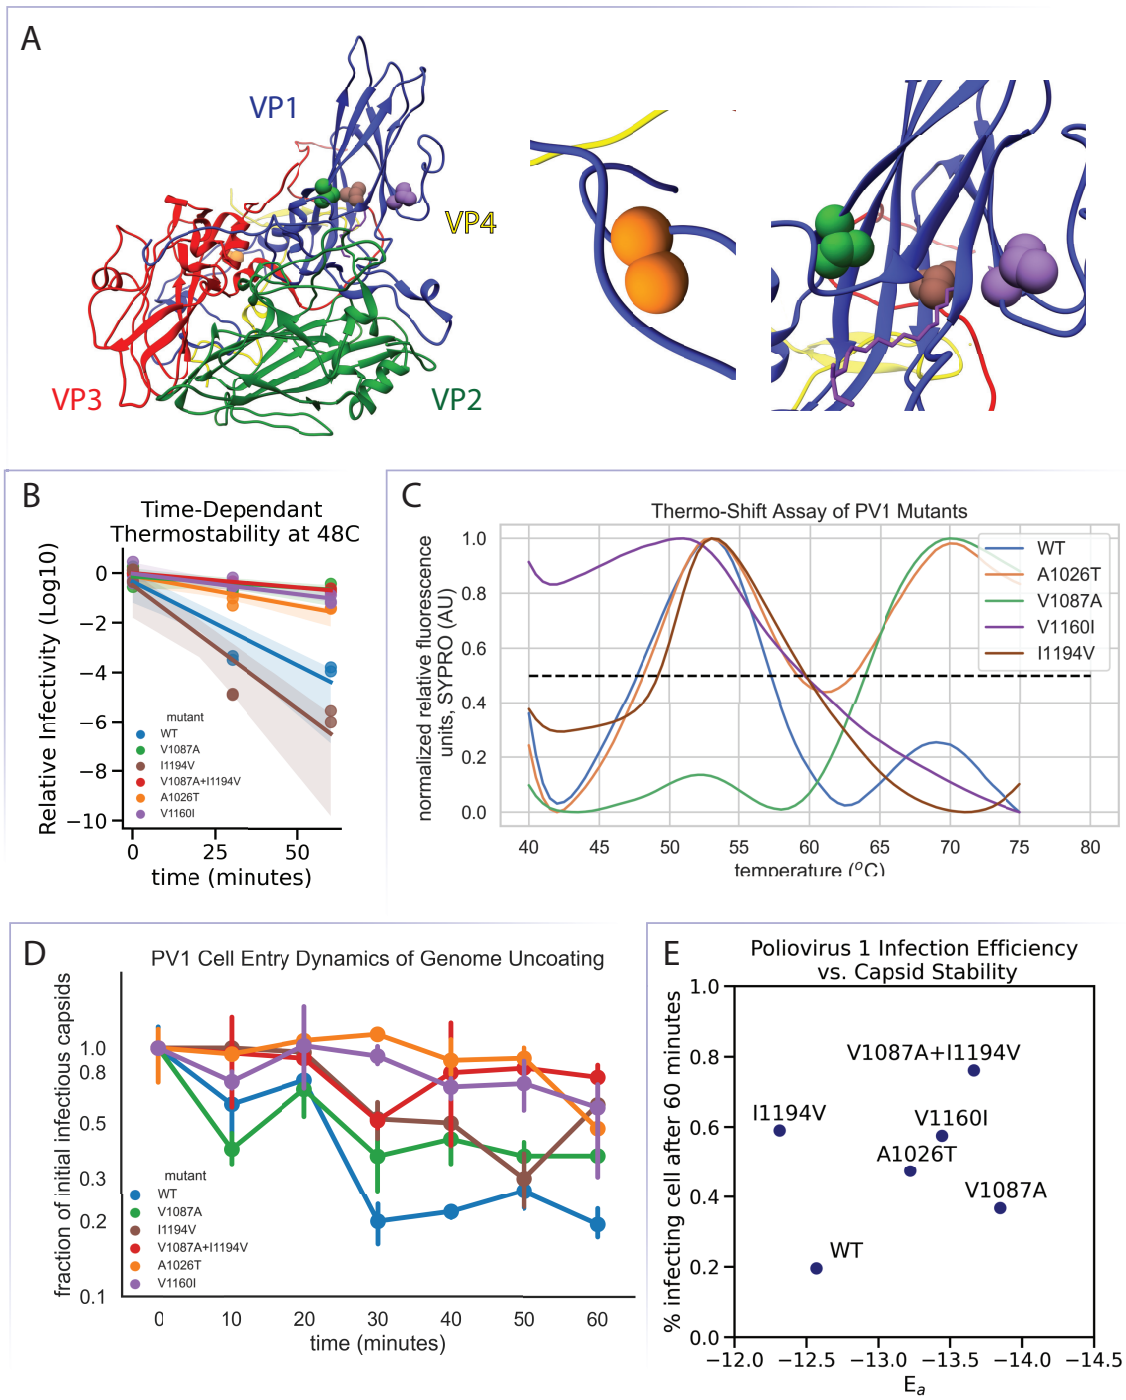 A
VP1
VP4
VP3
VP2
B
Time-Dependant
Thermostability at 48C
Relative Infectivity (Log10)
0
−2
−4
−6
−8
−10
mutant
WT
V1087A
I1194V
V1087A+I1194V
A1026T
V1160I
0
25
50
time (minutes)
C
Thermo-Shift Assay of PV1 Mutants
normalized relative fluorescence
units, SYPRO (AU)
1.0
0.8
0.6
0.4
0.2
0.0
WT
A1026T
V1087A
V1160I
I1194V
40
45
50
55
60
65
70
75
80
temperature (°C)
D
PV1 Cell Entry Dynamics of Genome Uncoating
fraction of initial infectious capsids
1.0
0.8
0.5
0.3
0.2
0.1
mutant
WT
V1087A
I1194V
V1087A+I1194V
A1026T
V1160I
0
10
20
30
40
50
60
time (minutes)
E
Poliovirus 1 Infection Efficiency
vs. Capsid Stability
% infecting cell after 60 minutes
1.0
0.8
0.6
0.4
0.2
0.0
V1087A+I1194V
I1194V
V1160I
A1026T
V1087A
WT
−12.0
−12.5
−13.0
−13.5
−14.0
−14.5
Ea